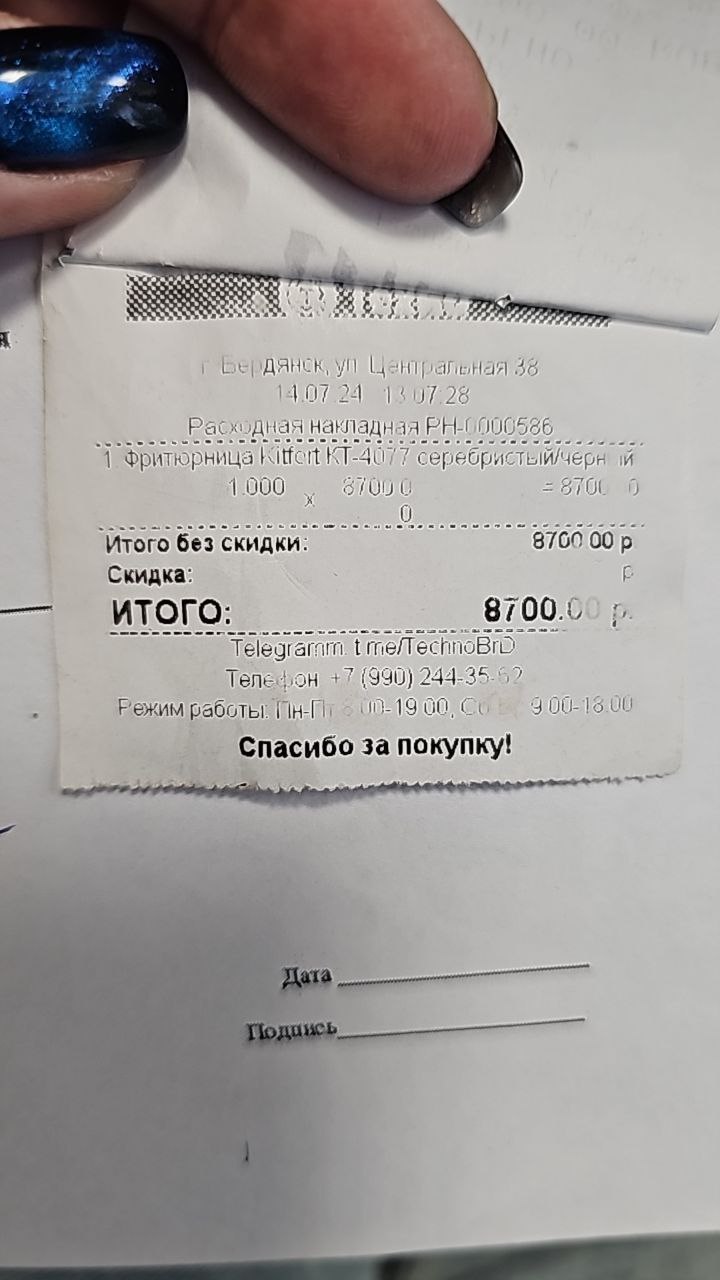 г. Бердянск, ул. Центральная 38
14.07.24 13:07:28
Расходная накладная РН-0000586
1. Фритюрница Kitfort КТ-4077 серебристый/черный
1.000 x 8700.0 = 8700.0
0
Итого без скидки: 8700.00 р
Скидка: р
ИТОГО: 8700.00 р.
Telegramm: t.me/TechnoBrD
Телефон: +7 (990) 244-35-62
Режим работы: Пн-Пт 8:00-19:00, Сб 9:00-18:00
Спасибо за покупку!
Дата
Подпись